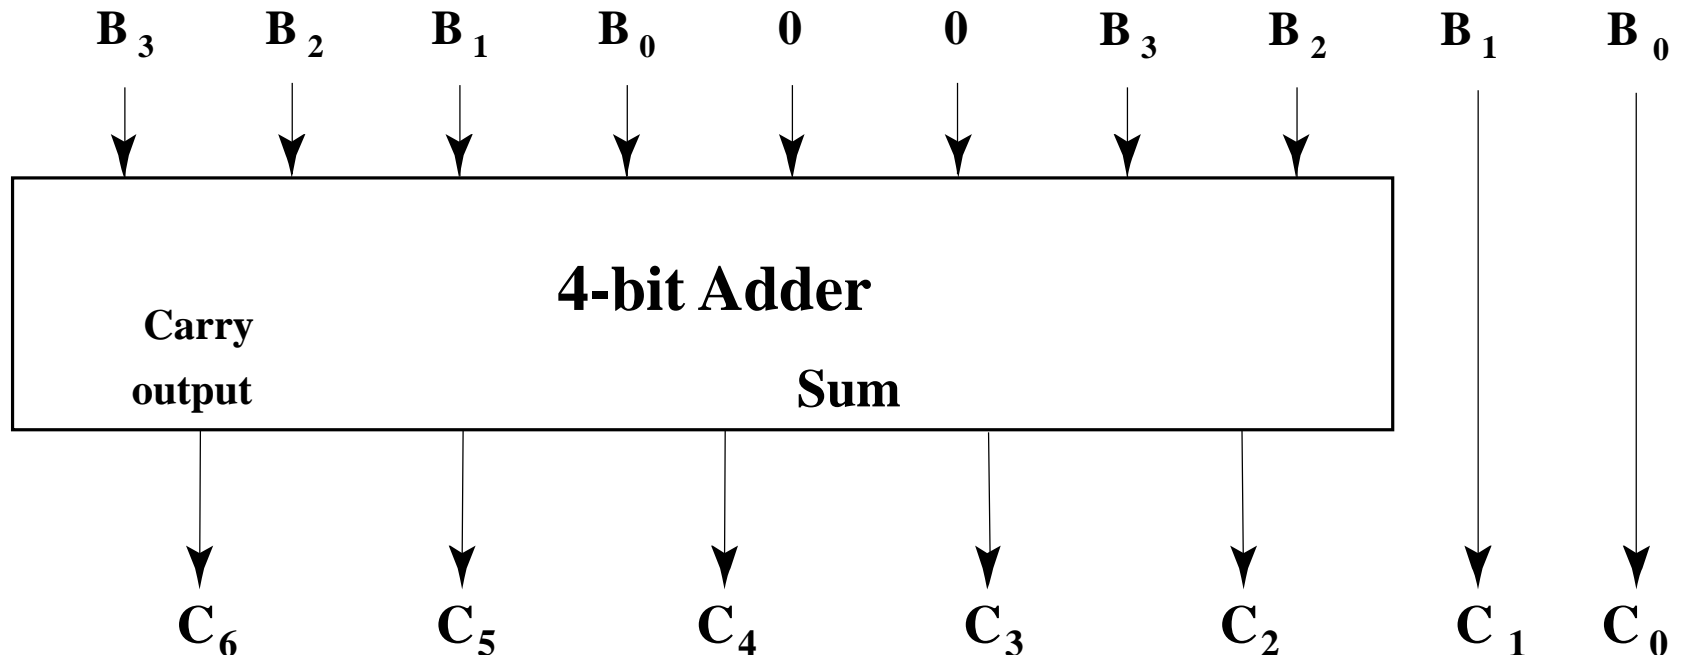 B3 B2 B1 B0 0 0 B3 B2 B1 B0
4-bit Adder
Carry
output
Sum
C6 C5 C4 C3 C2 C1 C0